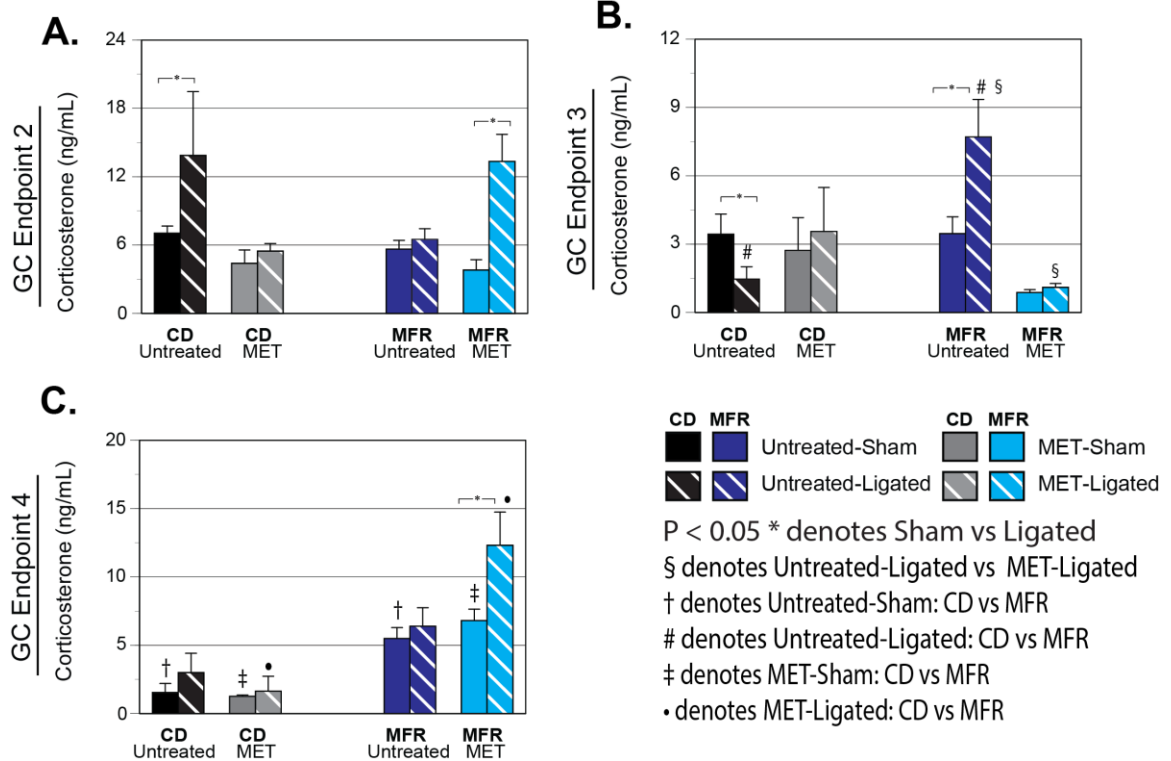 A.
GC Endpoint 2
Corticosterone (ng/mL)
24
18
12
6
0
*
*
CD
Untreated
CD
MET
MFR
Untreated
MFR
MET
B.
GC Endpoint 3
Corticosterone (ng/mL)
12
9
6
3
0
*
#
* # §
§
CD
Untreated
CD
MET
MFR
Untreated
MFR
MET
C.
GC Endpoint 4
Corticosterone (ng/mL)
20
15
10
5
0
†
‡
•
†
‡
* •
CD
Untreated
CD
MET
MFR
Untreated
MFR
MET
CD MFR
Untreated-Sham
Untreated-Ligated
CD MFR
MET-Sham
MET-Ligated
P < 0.05 * denotes Sham vs Ligated
§ denotes Untreated-Ligated vs MET-Ligated
† denotes Untreated-Sham: CD vs MFR
# denotes Untreated-Ligated: CD vs MFR
‡ denotes MET-Sham: CD vs MFR
• denotes MET-Ligated: CD vs MFR